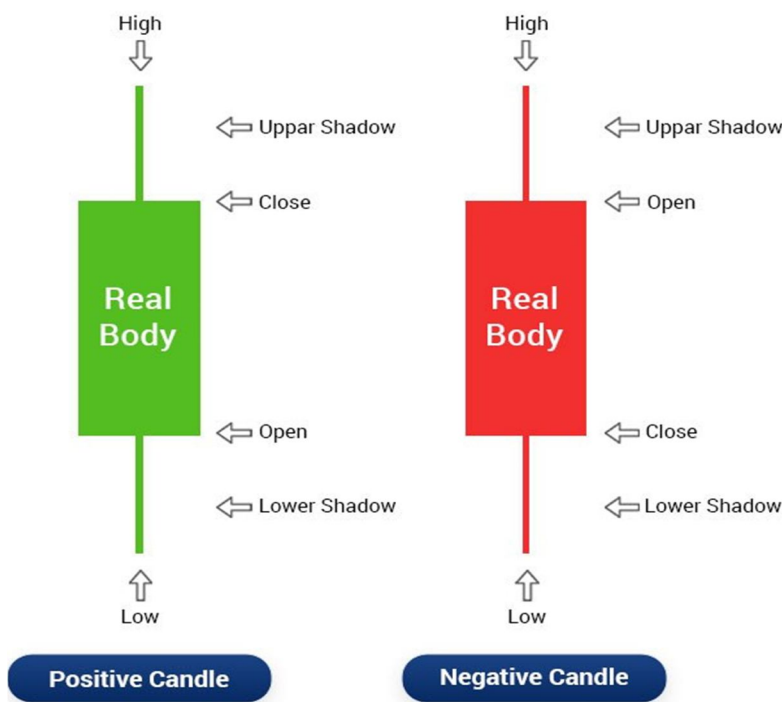 High
High
Uppar Shadow
Uppar Shadow
Close
Open
Real
Body
Real
Body
Open
Close
Lower Shadow
Lower Shadow
Low
Low
Positive Candle
Negative Candle